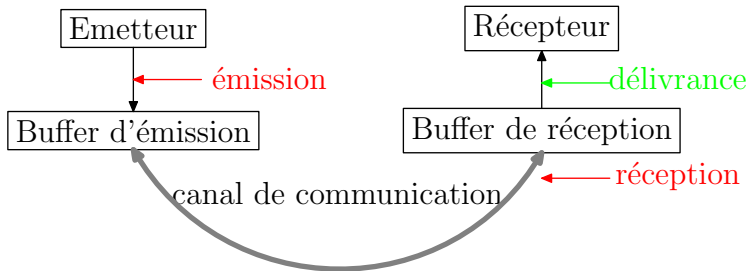 Emetteur
Récepteur
émission
délivrance
Buffer d'émission
Buffer de réception
réception
canal de communication